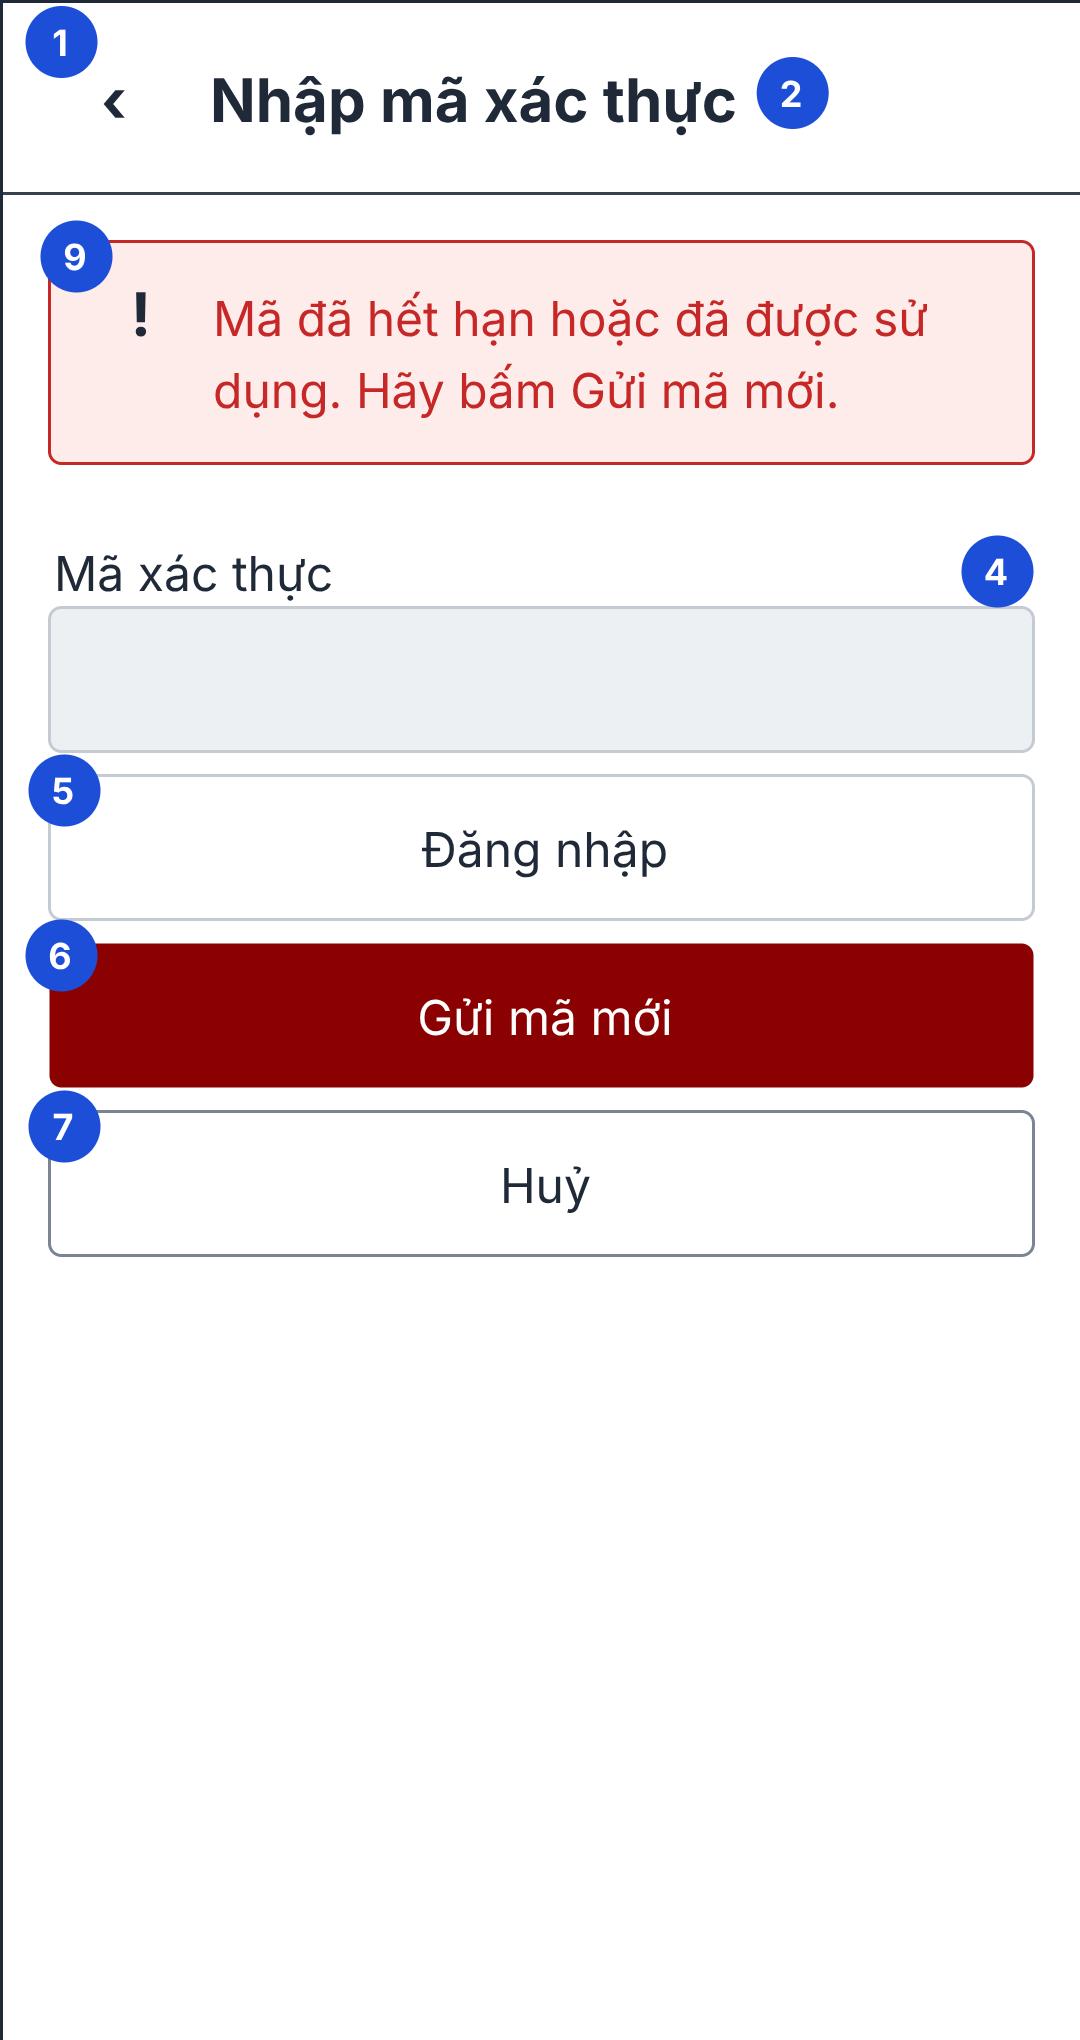 1
‹ Nhập mã xác thực 2
9
! Mã đã hết hạn hoặc đã được sử
dụng. Hãy bấm Gửi mã mới.
Mã xác thực 4
5
Đăng nhập
6
Gửi mã mới
7
Huỷ